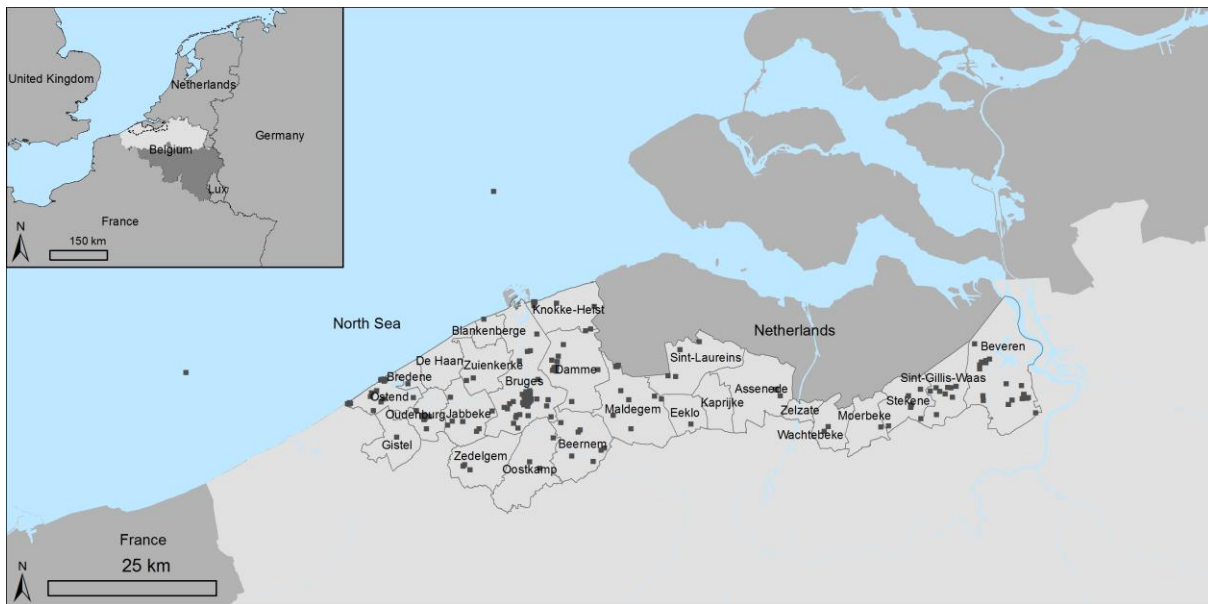 United Kingdom
Netherlands
Germany
Belgium
Lux
France
N
150 km
North Sea
Knokke-Heist
Blankenberge
Netherlands
De Haan
Zuienkerke
Bredene
Bruges
Damme
Sint-Laureins
Beveren
Sint-Gillis-Waas
Ostend
Oudenburg
Jabbeke
Maldegem
Eeklo
Kaprijke
Assenede
Zelzate
Moerbeke
Stekene
Wachtebeke
Gistel
Beernem
Zedelgem
Oostkamp
France
25 km
N